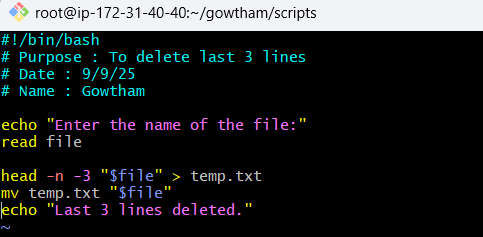 root@ip-172-31-40-40:~/gowtham/scripts
#!/bin/bash
# Purpose : To delete last 3 lines
# Date : 9/9/25
# Name : Gowtham
echo "Enter the name of the file:"
read file
head -n -3 "$file" > temp.txt
mv temp.txt "$file"
echo "Last 3 lines deleted."
~